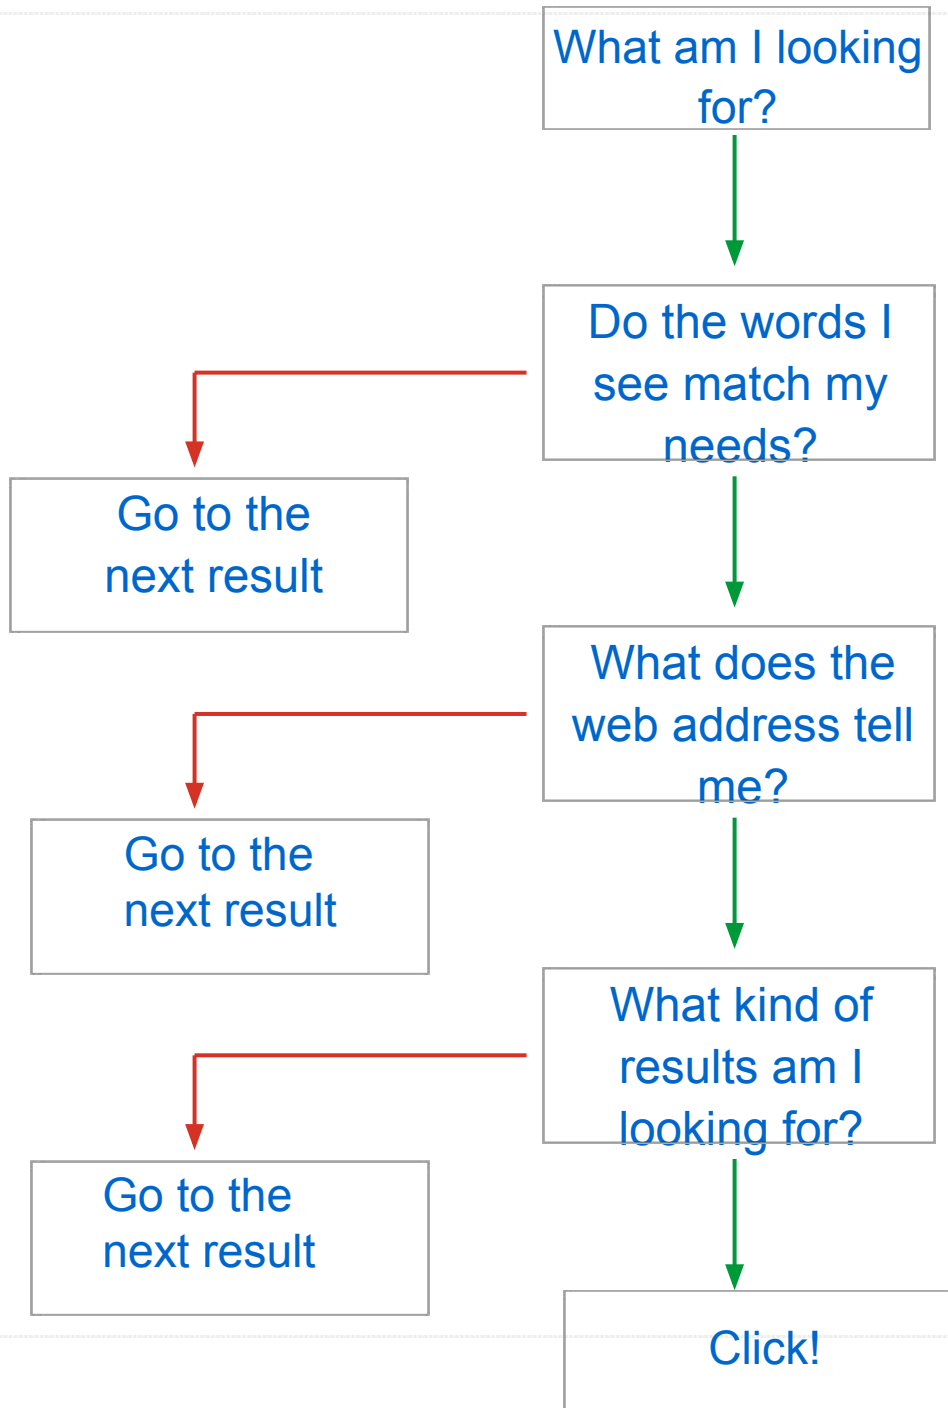 What am I looking
for?
Do the words I
see match my
needs?
Go to the
next result
What does the
web address tell
me?
Go to the
next result
What kind of
results am I
looking for?
Go to the
next result
Click!